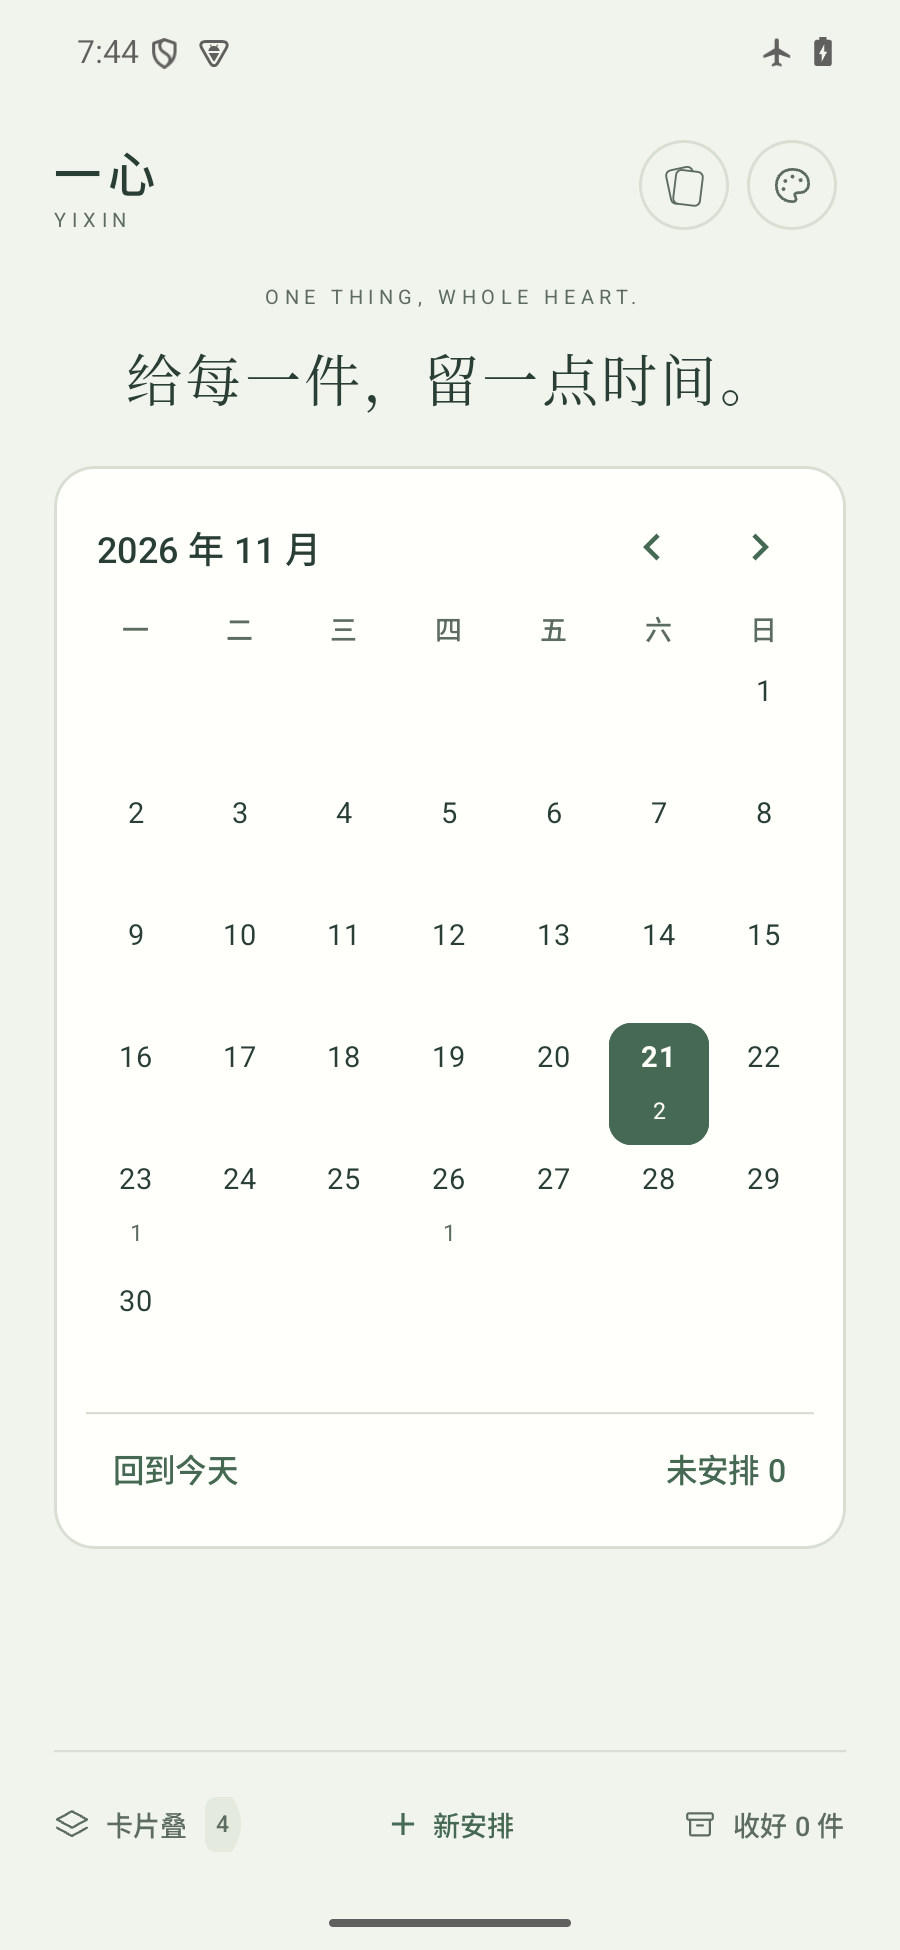 7:44
一心
YIXIN
ONE THING, WHOLE HEART.
给每一件，留一点时间。
2026 年 11 月
一 二 三 四 五 六 日
1
2 3 4 5 6 7 8
9 10 11 12 13 14 15
16 17 18 19 20 21 22
2
23 24 25 26 27 28 29
1 1
30
回到今天 未安排 0
卡片叠 4 新安排 收好 0 件